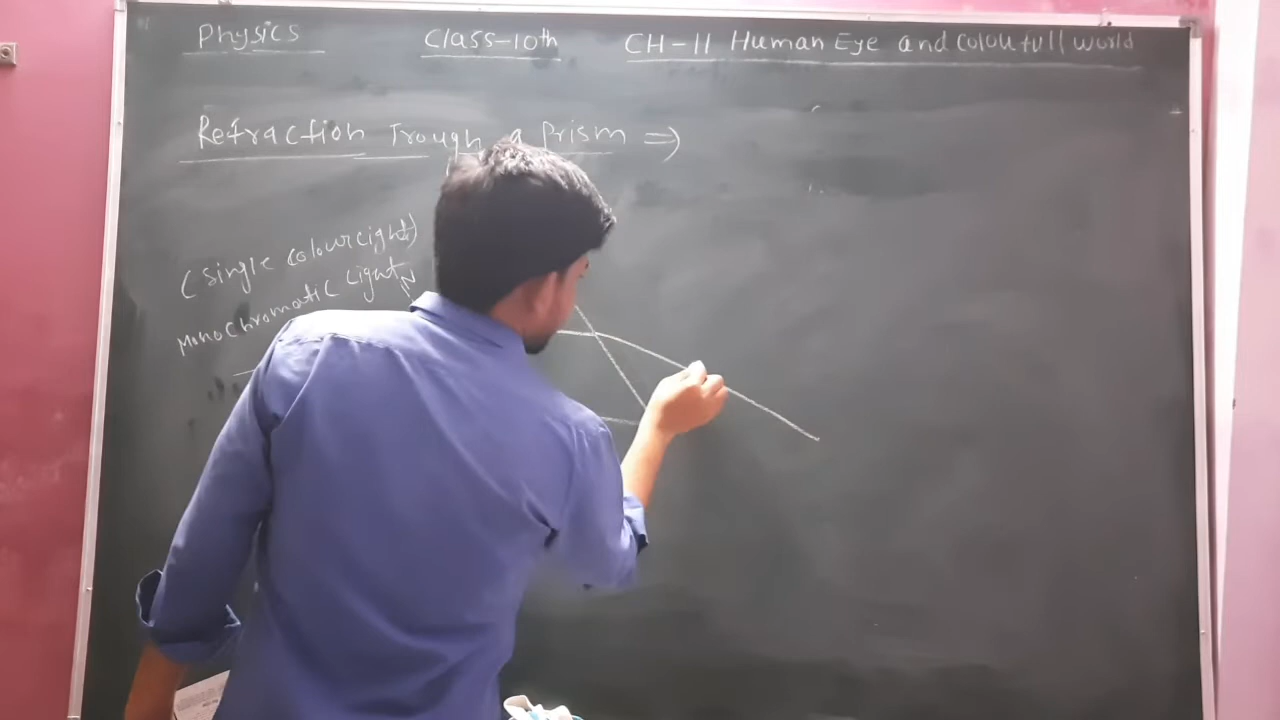 Physics Class-10th CH-11 Human Eye and colourfull world
Refraction Trough a Prism =>
(single colour light)
Monochromatic Light
N